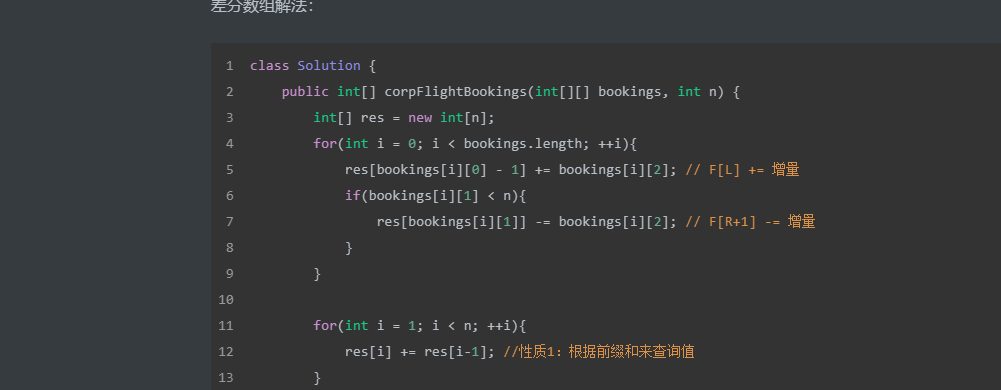 差分数组解法：
1 class Solution {
2 public int[] corpFlightBookings(int[][] bookings, int n) {
3 int[] res = new int[n];
4 for(int i = 0; i < bookings.length; ++i){
5 res[bookings[i][0] - 1] += bookings[i][2]; // F[L] += 增量
6 if(bookings[i][1] < n){
7 res[bookings[i][1]] -= bookings[i][2]; // F[R+1] -= 增量
8 }
9 }
10
11 for(int i = 1; i < n; ++i){
12 res[i] += res[i-1]; //性质1：根据前缀和来查询值
13 }